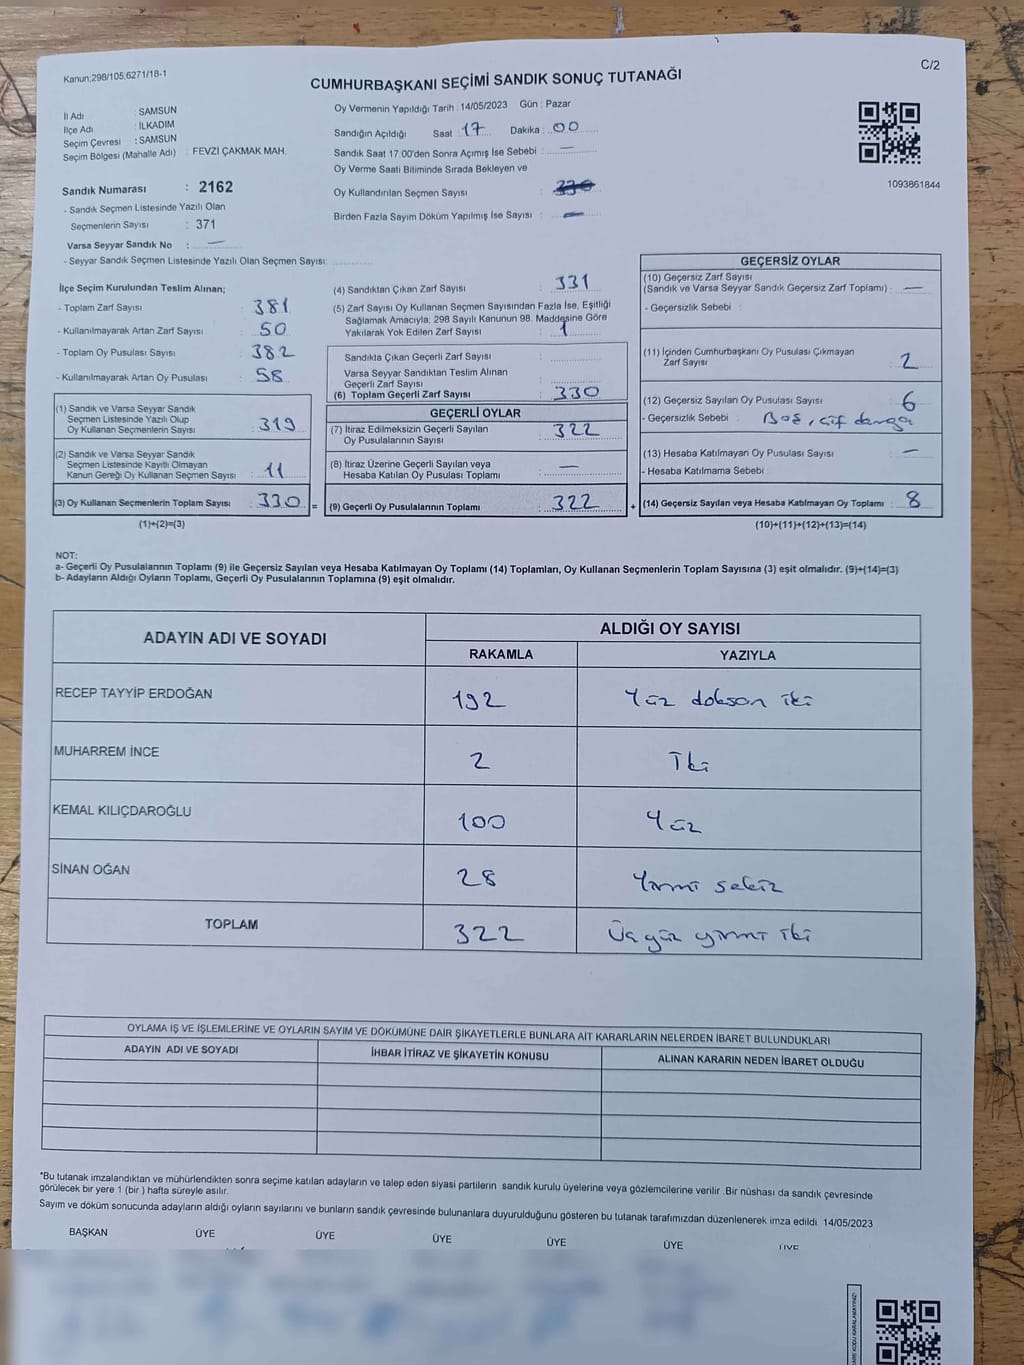 Kanun;298/105;6271/18-1
C/2
CUMHURBAŞKANI SEÇİMİ SANDIK SONUÇ TUTANAĞI
İl Adı : SAMSUN
İlçe Adı : İLKADIM
Seçim Çevresi : SAMSUN
Seçim Bölgesi (Mahalle Adı) : FEVZİ ÇAKMAK MAH.
Sandık Numarası : 2162
- Sandık Seçmen Listesinde Yazılı Olan
Seçmenlerin Sayısı : 371
Varsa Seyyar Sandık No : —
- Seyyar Sandık Seçmen Listesinde Yazılı Olan Seçmen Sayısı:
Oy Vermenin Yapıldığı Tarih : 14/05/2023 Gün : Pazar
Sandığın Açıldığı Saat : 17 Dakika : 00
Sandık Saat 17.00'den Sonra Açmış İse Sebebi : —
Oy Verme Saati Bitiminde Sırada Bekleyen ve
Oy Kullandırılan Seçmen Sayısı :
Birden Fazla Sayım Döküm Yapılmış İse Sayısı : —
1093861844
İlçe Seçim Kurulundan Teslim Alınan;
- Toplam Zarf Sayısı : 381
- Kullanılmayarak Artan Zarf Sayısı : 50
- Toplam Oy Pusulası Sayısı : 382
- Kullanılmayarak Artan Oy Pusulası : 58
(1) Sandık ve Varsa Seyyar Sandık
Seçmen Listesinde Yazılı Olup
Oy Kullanan Seçmenlerin Sayısı : 319
(2) Sandık ve Varsa Seyyar Sandık
Seçmen Listesinde Kayıtlı Olmayan
Kanun Gereği Oy Kullanan Seçmen Sayısı : 11
(3) Oy Kullanan Seçmenlerin Toplam Sayısı : 330
(1)+(2)=(3)
(4) Sandıktan Çıkan Zarf Sayısı : 331
(5) Zarf Sayısı Oy Kullanan Seçmen Sayısından Fazla İse, Eşitliği
Sağlamak Amacıyla; 298 Sayılı Kanunun 98. Maddesine Göre
Yakılarak Yok Edilen Zarf Sayısı : 1
Sandıkta Çıkan Geçerli Zarf Sayısı :
Varsa Seyyar Sandıktan Teslim Alınan
Geçerli Zarf Sayısı :
(6) Toplam Geçerli Zarf Sayısı : 330
GEÇERLİ OYLAR
(7) İtiraz Edilmeksizin Geçerli Sayılan
Oy Pusulalarının Sayısı : 322
(8) İtiraz Üzerine Geçerli Sayılan veya
Hesaba Katılan Oy Pusulası Toplamı : —
= (9) Geçerli Oy Pusulalarının Toplamı : 322
GEÇERSİZ OYLAR
(10) Geçersiz Zarf Sayısı
(Sandık ve Varsa Seyyar Sandık Geçersiz Zarf Toplamı) : —
- Geçersizlik Sebebi :
(11) İçinden Cumhurbaşkanı Oy Pusulası Çıkmayan
Zarf Sayısı : 2
(12) Geçersiz Sayılan Oy Pusulası Sayısı : 6
- Geçersizlik Sebebi : Boş, çif damga
(13) Hesaba Katılmayan Oy Pusulası Sayısı : —
- Hesaba Katılmama Sebebi :
+ (14) Geçersiz Sayılan veya Hesaba Katılmayan Oy Toplamı : 8
(10)+(11)+(12)+(13)=(14)
NOT:
a- Geçerli Oy Pusulalarının Toplamı (9) ile Geçersiz Sayılan veya Hesaba Katılmayan Oy Toplamı (14) Toplamları, Oy Kullanan Seçmenlerin Toplam Sayısına (3) eşit olmalıdır. (9)+(14)=(3)
b- Adayların Aldığı Oyların Toplamı, Geçerli Oy Pusulalarının Toplamına (9) eşit olmalıdır.
ADAYIN ADI VE SOYADI
ALDIĞI OY SAYISI
RAKAMLA YAZIYLA
RECEP TAYYİP ERDOĞAN 192 Yüz doksan iki
MUHARREM İNCE 2 İki
KEMAL KILIÇDAROĞLU 100 Yüz
SİNAN OĞAN 28 Yirmi sekiz
TOPLAM 322 Üçyüz yirmi iki
OYLAMA İŞ VE İŞLEMLERİNE VE OYLARIN SAYIM VE DÖKÜMÜNE DAİR ŞİKAYETLERLE BUNLARA AİT KARARLARIN NELERDEN İBARET BULUNDUKLARI
ADAYIN ADI VE SOYADI İHBAR İTİRAZ VE ŞİKAYETİN KONUSU ALINAN KARARIN NEDEN İBARET OLDUĞU
*Bu tutanak imzalandıktan ve mühürlendikten sonra seçime katılan adayların ve talep eden siyasi partilerin sandık kurulu üyelerine veya gözlemcilerine verilir .Bir nüshası da sandık çevresinde
görülecek bir yere 1 (bir ) hafta süreyle asılır.
Sayım ve döküm sonucunda adayların aldığı oyların sayılarını ve bunların sandık çevresinde bulunanlara duyurulduğunu gösteren bu tutanak tarafımızdan düzenlenerek imza edildi. 14/05/2023
BAŞKAN ÜYE ÜYE ÜYE ÜYE ÜYE ÜYE